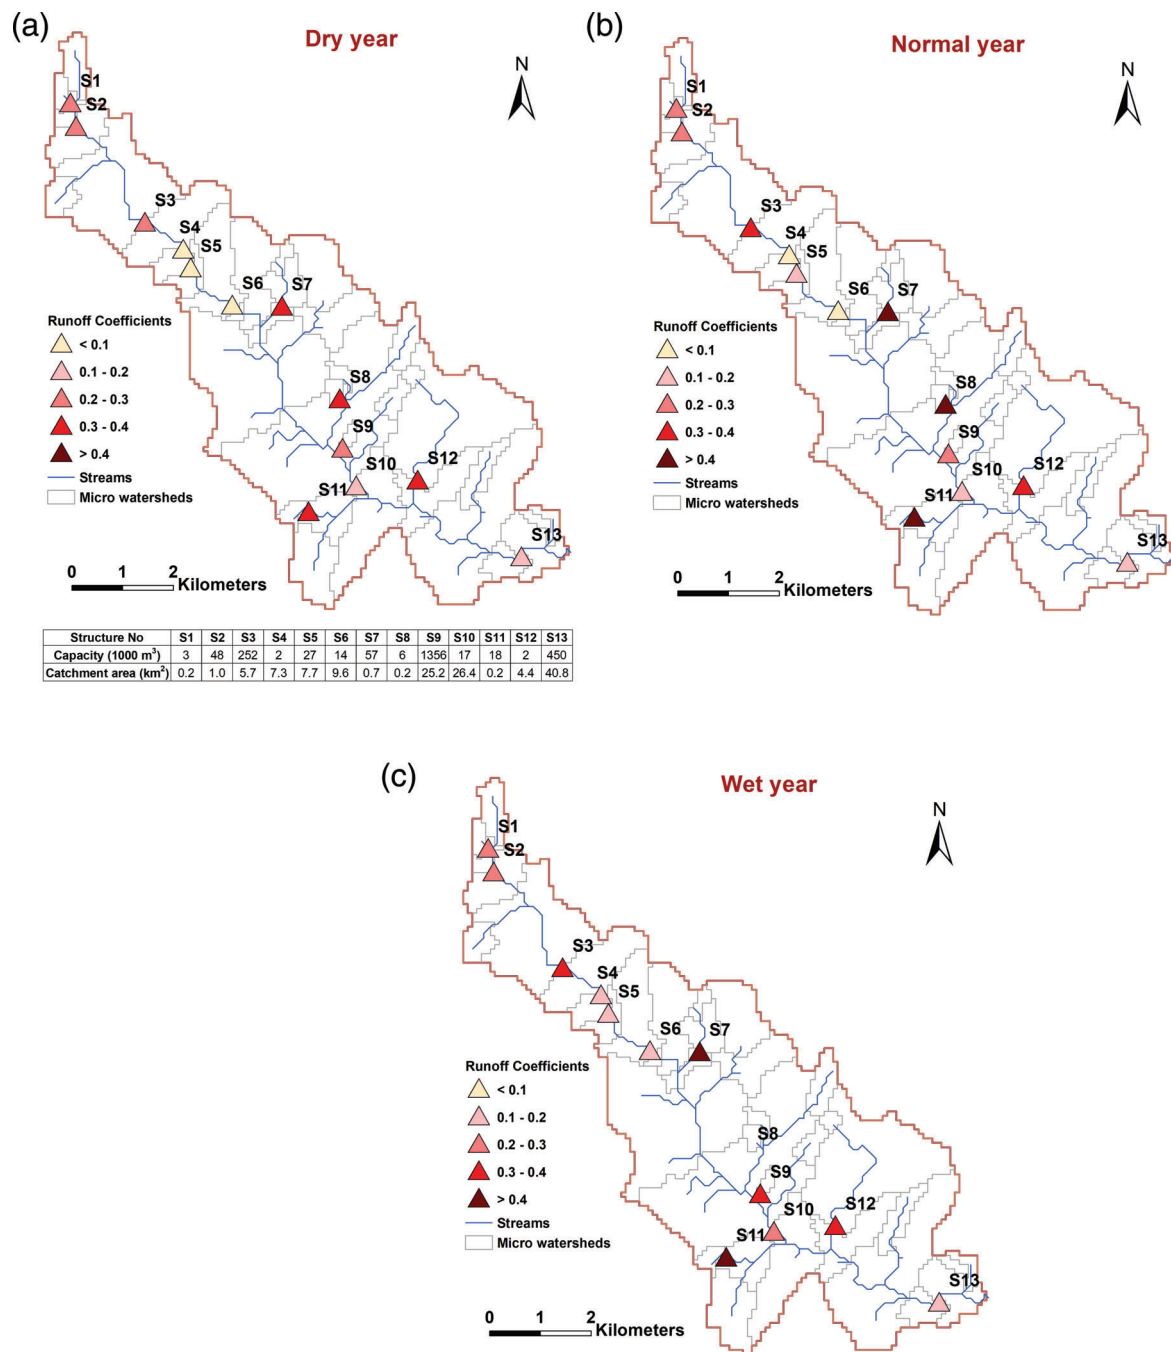 (a)
Dry year
N
S1
S2
S3
S4
S5
S6
S7
S8
S9
S10
S11
S12
S13
Runoff Coefficients
< 0.1
0.1 - 0.2
0.2 - 0.3
0.3 - 0.4
> 0.4
Streams
Micro watersheds
0 1 2 Kilometers
Structure No S1 S2 S3 S4 S5 S6 S7 S8 S9 S10 S11 S12 S13
Capacity (1000 m³) 3 48 252 2 27 14 57 6 1356 17 18 2 450
Catchment area (km²) 0.2 1.0 5.7 7.3 7.7 9.6 0.7 0.2 25.2 26.4 0.2 4.4 40.8
(b)
Normal year
N
S1
S2
S3
S4
S5
S6
S7
S8
S9
S10
S11
S12
S13
Runoff Coefficients
< 0.1
0.1 - 0.2
0.2 - 0.3
0.3 - 0.4
> 0.4
Streams
Micro watersheds
0 1 2 Kilometers
(c)
Wet year
N
S1
S2
S3
S4
S5
S6
S7
S8
S9
S10
S11
S12
S13
Runoff Coefficients
< 0.1
0.1 - 0.2
0.2 - 0.3
0.3 - 0.4
> 0.4
Streams
Micro watersheds
0 1 2 Kilometers